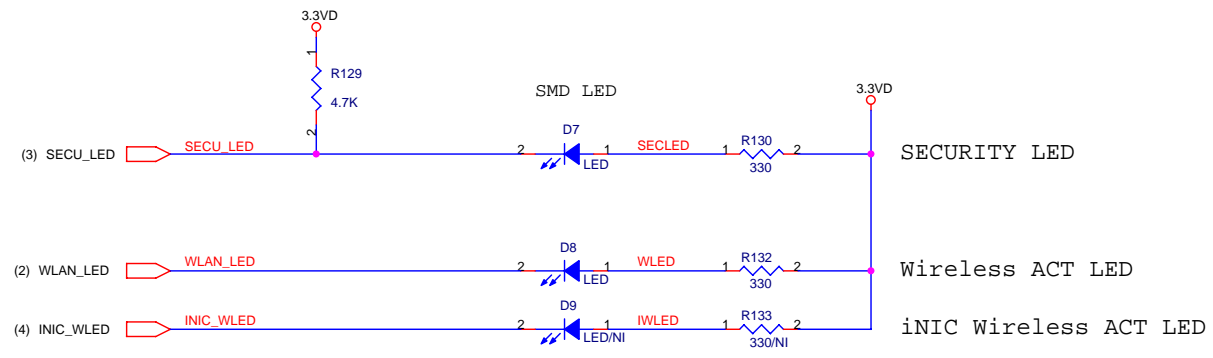 3.3VD
1
R129
4.7K
2
SMD LED
3.3VD
(3) SECU_LED
SECU_LED
2
D7
LED
1
SECLED
1
R130
330
2
SECURITY LED
(2) WLAN_LED
WLAN_LED
2
D8
LED
1
WLED
1
R132
330
2
Wireless ACT LED
(4) INIC_WLED
INIC_WLED
2
D9
LED/NI
1
IWLED
1
R133
330/NI
2
iNIC Wireless ACT LED